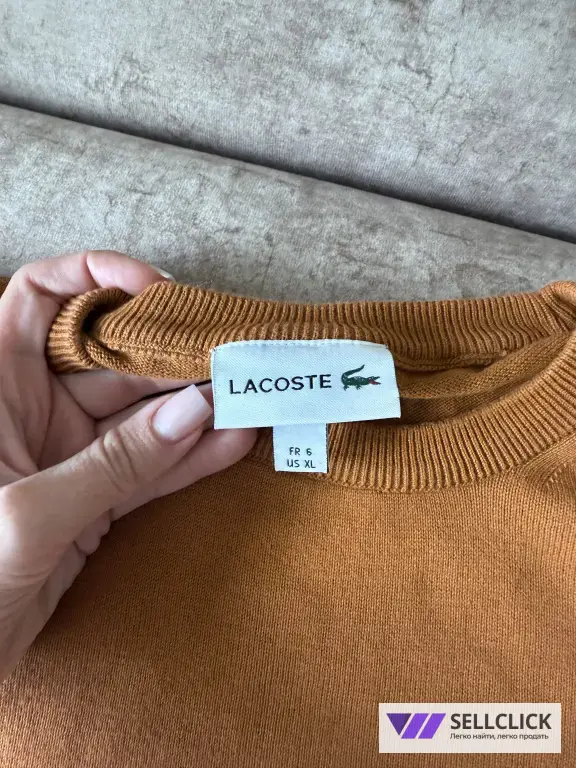 LACOSTE
FR 6
US XL
SELLCLICK
Легко найти, легко продать